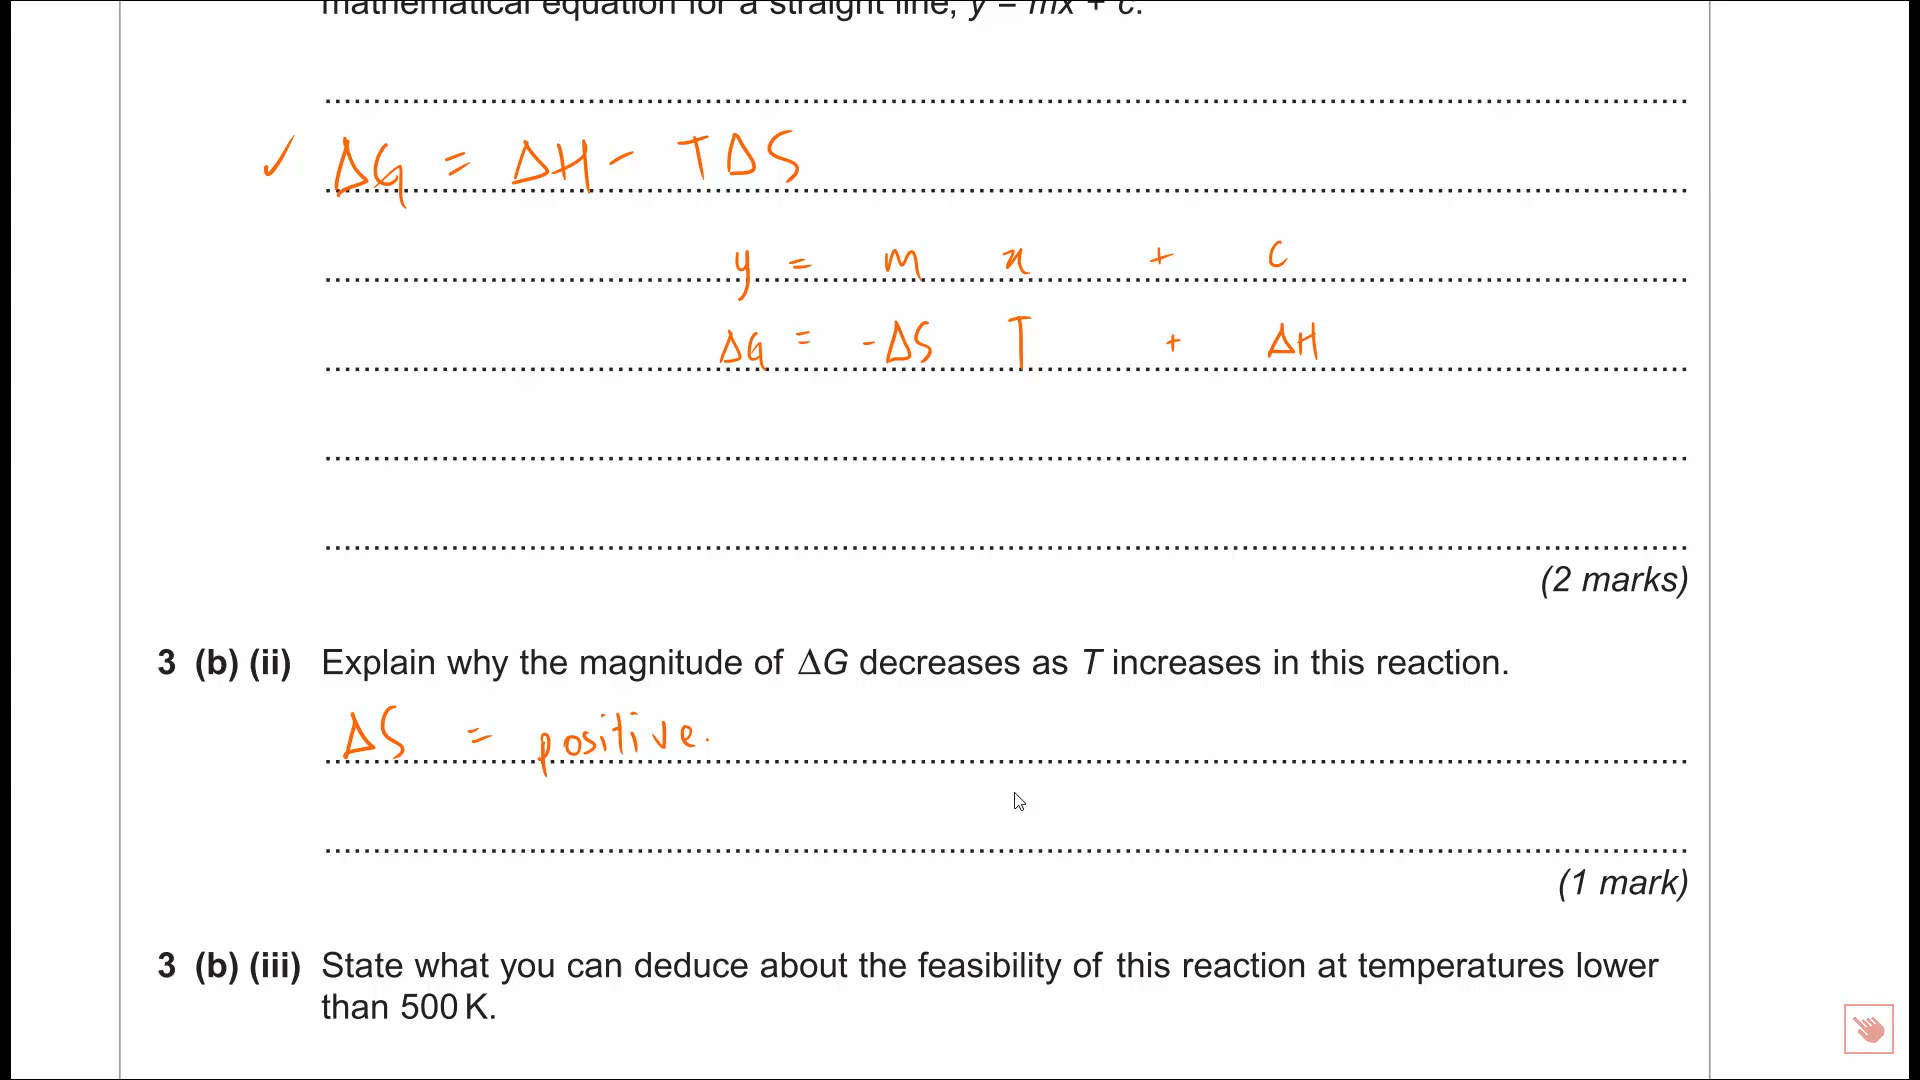 mathematical equation for a straight line, y = mx + c.
✓ ΔG = ΔH - TΔS
y = m x + c
ΔG = -ΔS T + ΔH
(2 marks)
3 (b) (ii) Explain why the magnitude of ΔG decreases as T increases in this reaction.
ΔS = positive.
(1 mark)
3 (b) (iii) State what you can deduce about the feasibility of this reaction at temperatures lower
than 500 K.